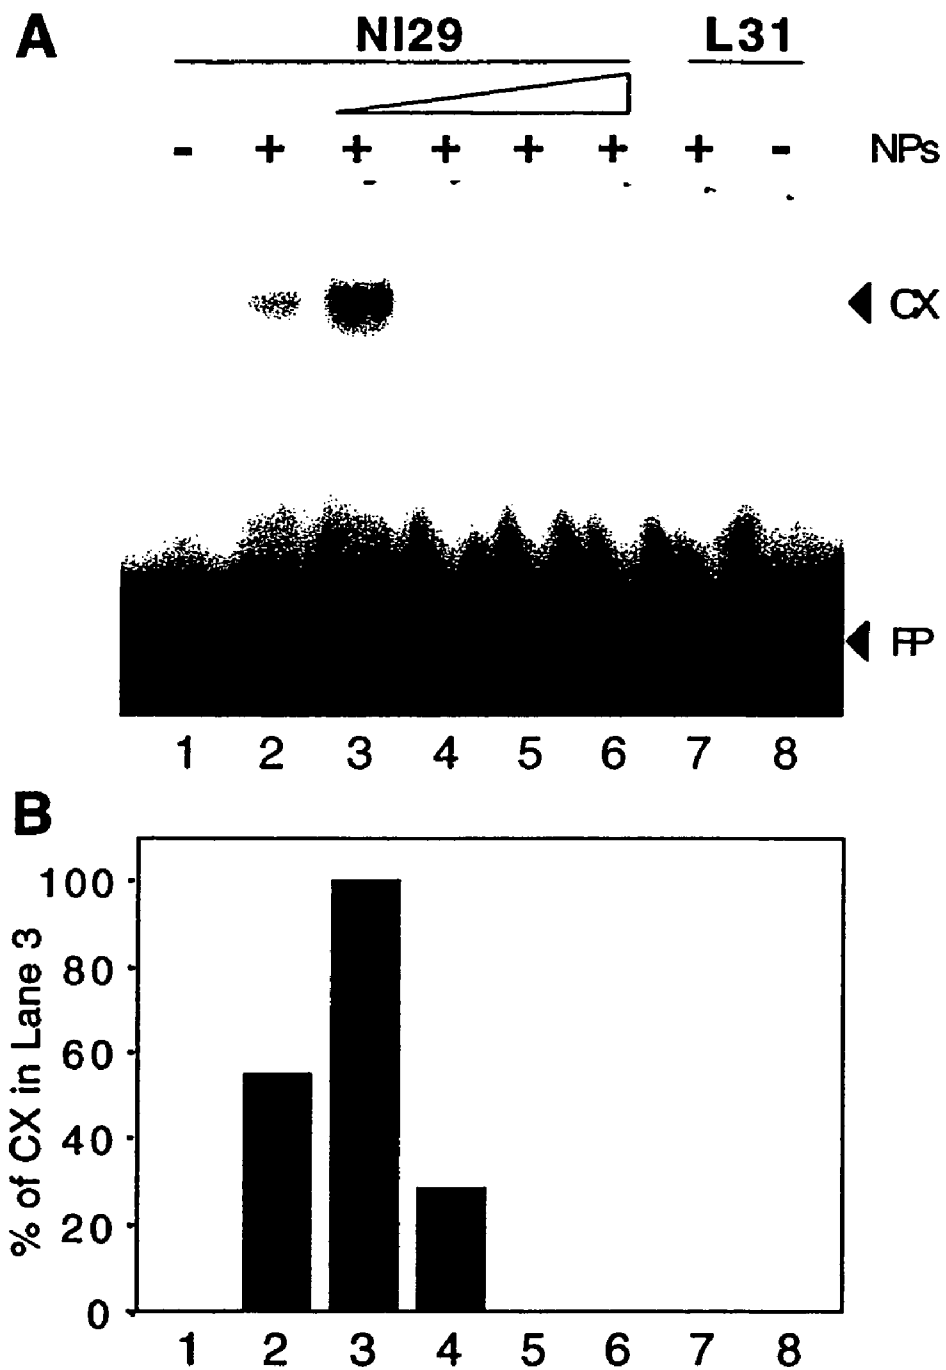 A
NI29 L31
- + + + + + + - NPs
CX
FP
1 2 3 4 5 6 7 8
B
100
80
60
40
20
0
% of CX in Lane 3
1 2 3 4 5 6 7 8